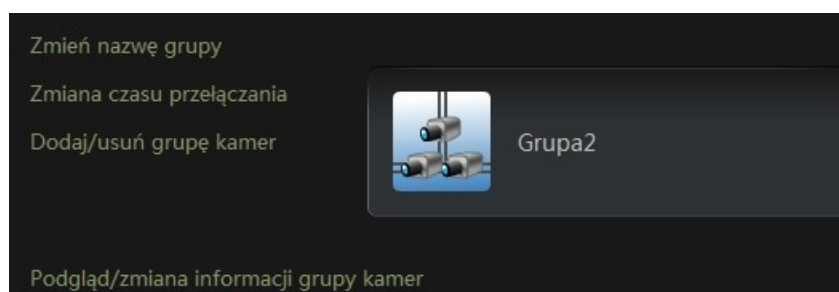 Zmień nazwę grupy
Zmiana czasu przełączania
Dodaj/usuń grupę kamer
Grupa2
Podgląd/zmiana informacji grupy kamer